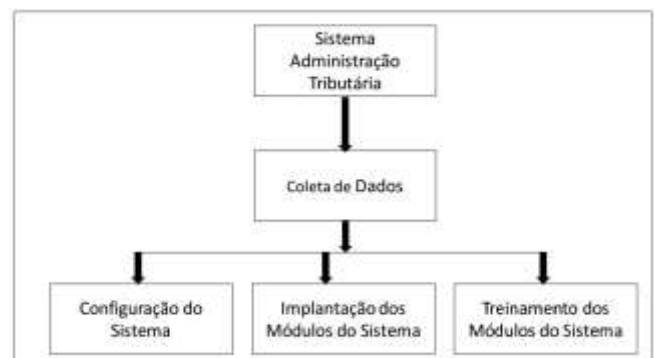 Sistema
Administração
Tributária
Coleta de Dados
Configuração do
Sistema
Implantação dos
Módulos do Sistema
Treinamento dos
Módulos do Sistema